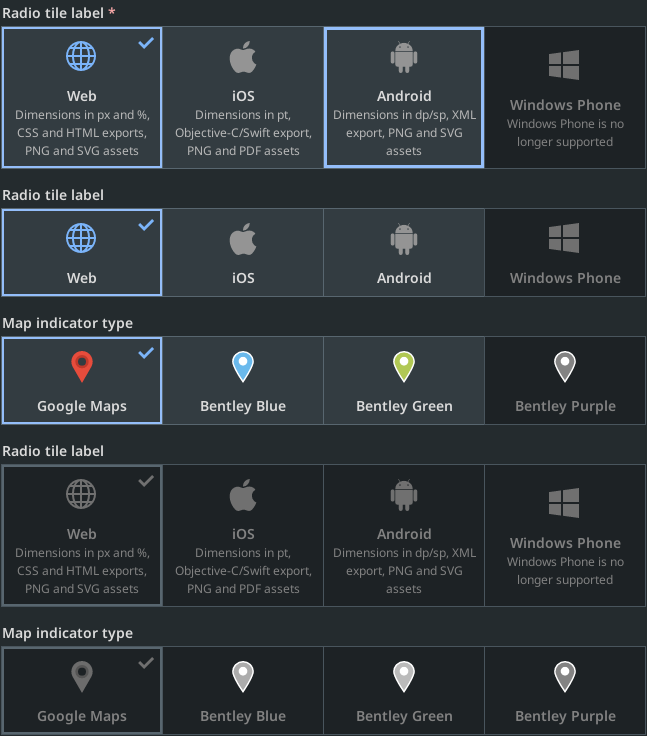 Radio tile label *
Web
Dimensions in px and %,
CSS and HTML exports,
PNG and SVG assets
iOS
Dimensions in pt,
Objective-C/Swift export,
PNG and PDF assets
Android
Dimensions in dp/sp, XML
export, PNG and SVG
assets
Windows Phone
Windows Phone is no
longer supported
Radio tile label
Web
iOS
Android
Windows Phone
Map indicator type
Google Maps
Bentley Blue
Bentley Green
Bentley Purple
Radio tile label
Web
Dimensions in px and %,
CSS and HTML exports,
PNG and SVG assets
iOS
Dimensions in pt,
Objective-C/Swift export,
PNG and PDF assets
Android
Dimensions in dp/sp, XML
export, PNG and SVG
assets
Windows Phone
Windows Phone is no
longer supported
Map indicator type
Google Maps
Bentley Blue
Bentley Green
Bentley Purple